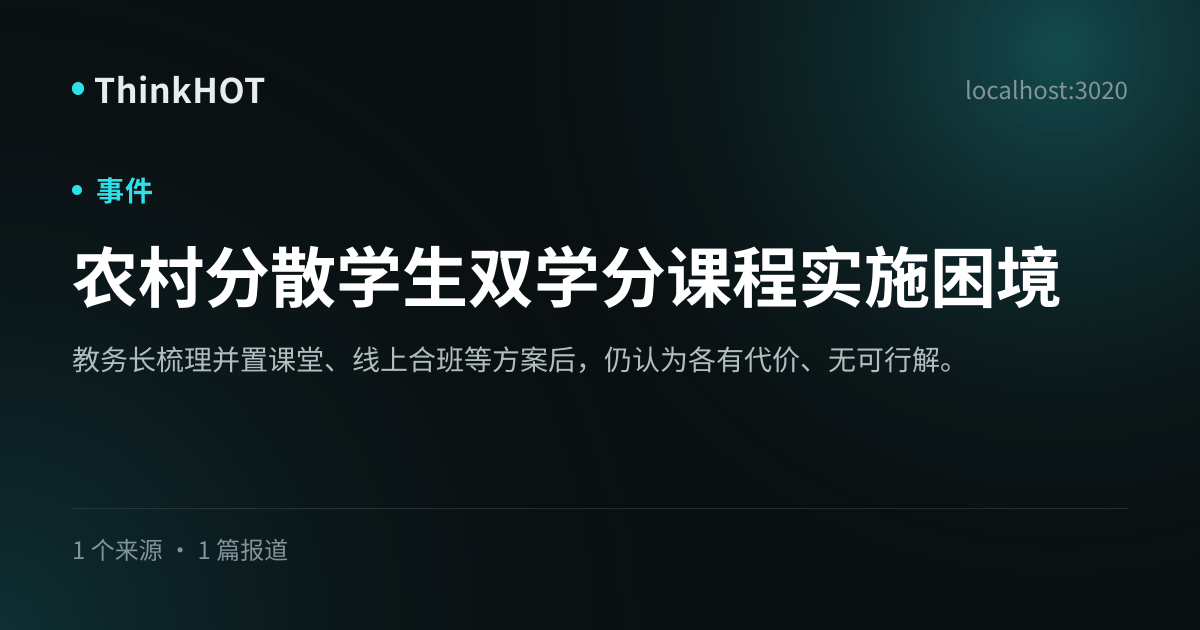 ThinkHOT
localhost:3020
事件
农村分散学生双学分课程实施困境
教务长梳理并置课堂、线上合班等方案后，仍认为各有代价、无可行解。
1 个来源 · 1 篇报道